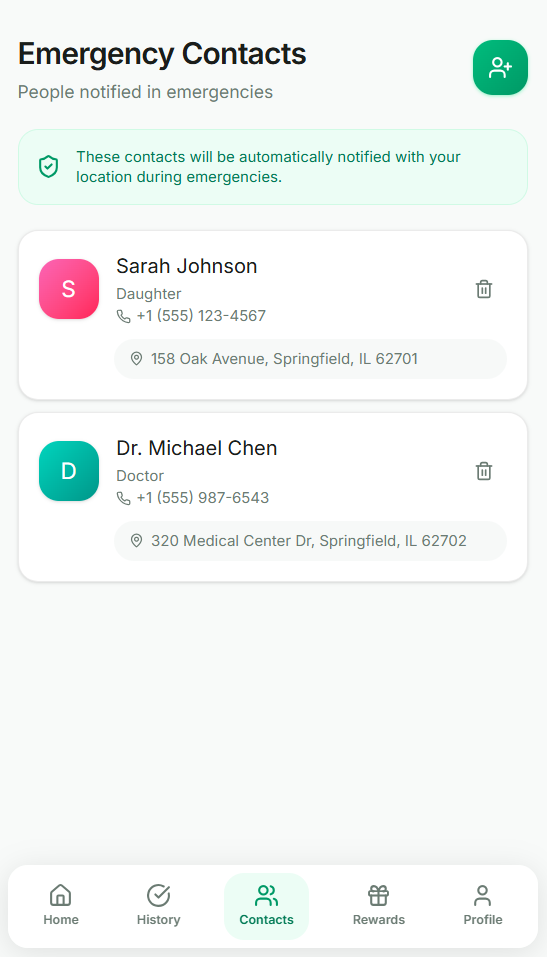 Emergency Contacts
People notified in emergencies
These contacts will be automatically notified with your
location during emergencies.
S
Sarah Johnson
Daughter
+1 (555) 123-4567
158 Oak Avenue, Springfield, IL 62701
D
Dr. Michael Chen
Doctor
+1 (555) 987-6543
320 Medical Center Dr, Springfield, IL 62702
Home
History
Contacts
Rewards
Profile